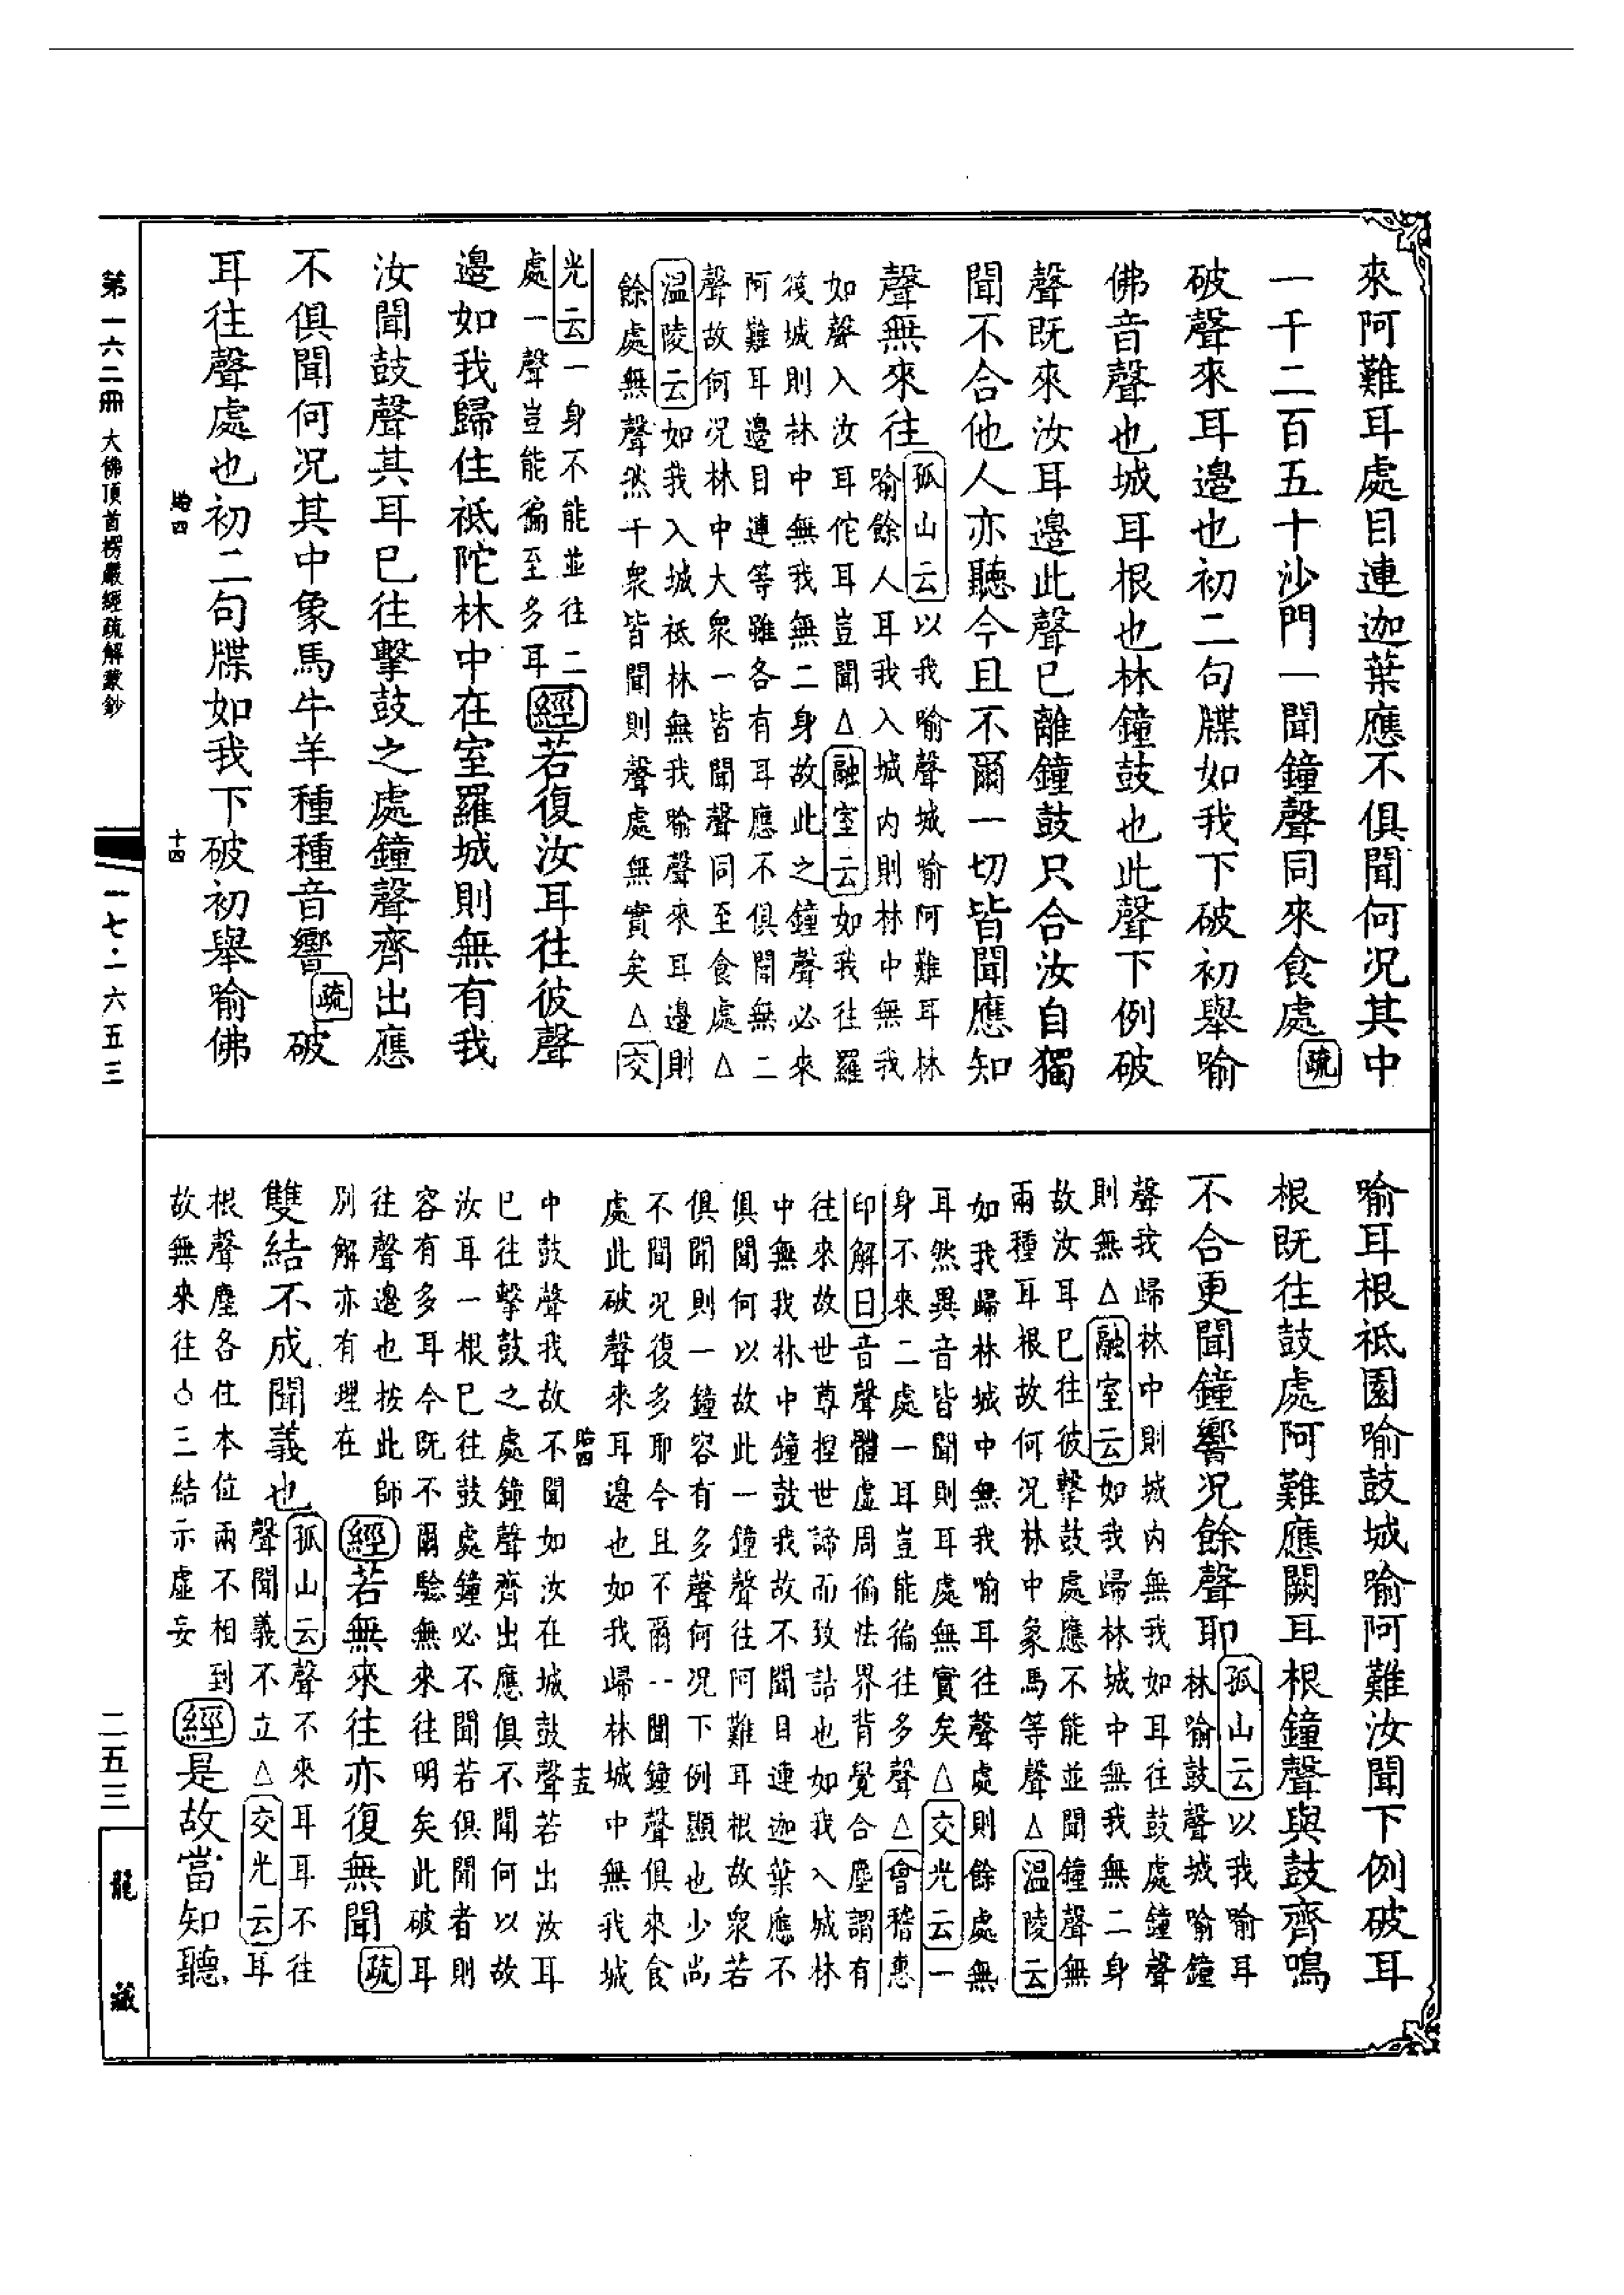 來阿難耳處目連迦葉應不俱聞何況其中
一千二百五十沙門一聞鐘聲同來食處疏
破聲來耳邊也初二句牒如我下破初舉喻
佛音聲也城耳根也林鐘鼓也此聲下例破
聲既來汝耳邊此聲已離鐘鼓只合汝自獨
聞不合他人亦聽今且不爾一切皆聞應知
聲無來往
孤山云以我喻聲城喻阿難耳林
喻餘人耳我入城內則林中無我
如聲入汝耳佗耳豈聞△融室云如我往羅
筏城則林中無我無二身故此之鐘聲必來
阿難耳邊目連等雖各有耳應不俱聞無二
聲故何況林中大眾一皆聞聲同至食處△
溫陵云如我入城祇林無我喻聲來耳邊則
餘處無聲然千眾皆聞則聲處無實矣△交
光云一身不能並往二
處一聲豈能徧至多耳
經若復汝耳往彼聲
邊如我歸住祇陀林中在室羅城則無有我
汝聞鼓聲其耳已往擊鼓之處鐘聲齊出應
不俱聞何況其中象馬牛羊種種音響疏破
耳往聲處也初二句牒如我下破初舉喻佛
喻耳根祇園喻鼓城喻阿難汝聞下例破耳
根既往鼓處阿難應闕耳根鐘聲與鼓齊鳴
不合更聞鐘響況餘聲耶
孤山云以我喻耳
林喻鼓聲城喻鐘
聲我歸林中則城內無我如耳往鼓處鐘聲
則無△融室云如我歸林城中無我無二身
故汝耳已往彼擊鼓處應不能並聞鐘聲無
兩種耳根故何況林中象馬等聲△溫陵云
如我歸林城中無我喻耳往聲處則餘處無
耳然異音皆聞則耳處無實矣△交光云一
身不來二處一耳豈能徧往多聲△會稽惠
印解曰音聲體虛周徧法界背覺合塵謂有
往來故世尊揑世諦而致詰也如我入城林
中無我林中鐘鼓我故不聞目連迦葉應不
俱聞何以故此一鐘聲往阿難耳根故眾若
俱聞則一鐘容有多聲何況下例顯也少尚
不聞況復多耶今且不爾一聞鐘聲俱來食
處此破聲來耳邊也如我歸林城中無我城
中鼓聲我故不聞如汝在城鼓聲若出汝耳
已往擊鼓之處鐘聲齊出應俱不聞何以故
汝耳一根已往鼓處鐘必不聞若俱聞者則
容有多耳今既不爾驗無來往明矣此破耳
往聲邊也按此師
別解亦有理在
經若無來往亦復無聞疏
雙結不成聞義也
孤山云聲不來耳耳不往
聲聞義不立△交光云耳
根聲塵各住本位兩不相到
故無來往○三結示虛妄
經是故當知聽
第一六二冊 大佛頂首楞嚴經疏解蒙鈔
一七·一六五三
二五三
龍藏
貽四
十四
貽四
十五